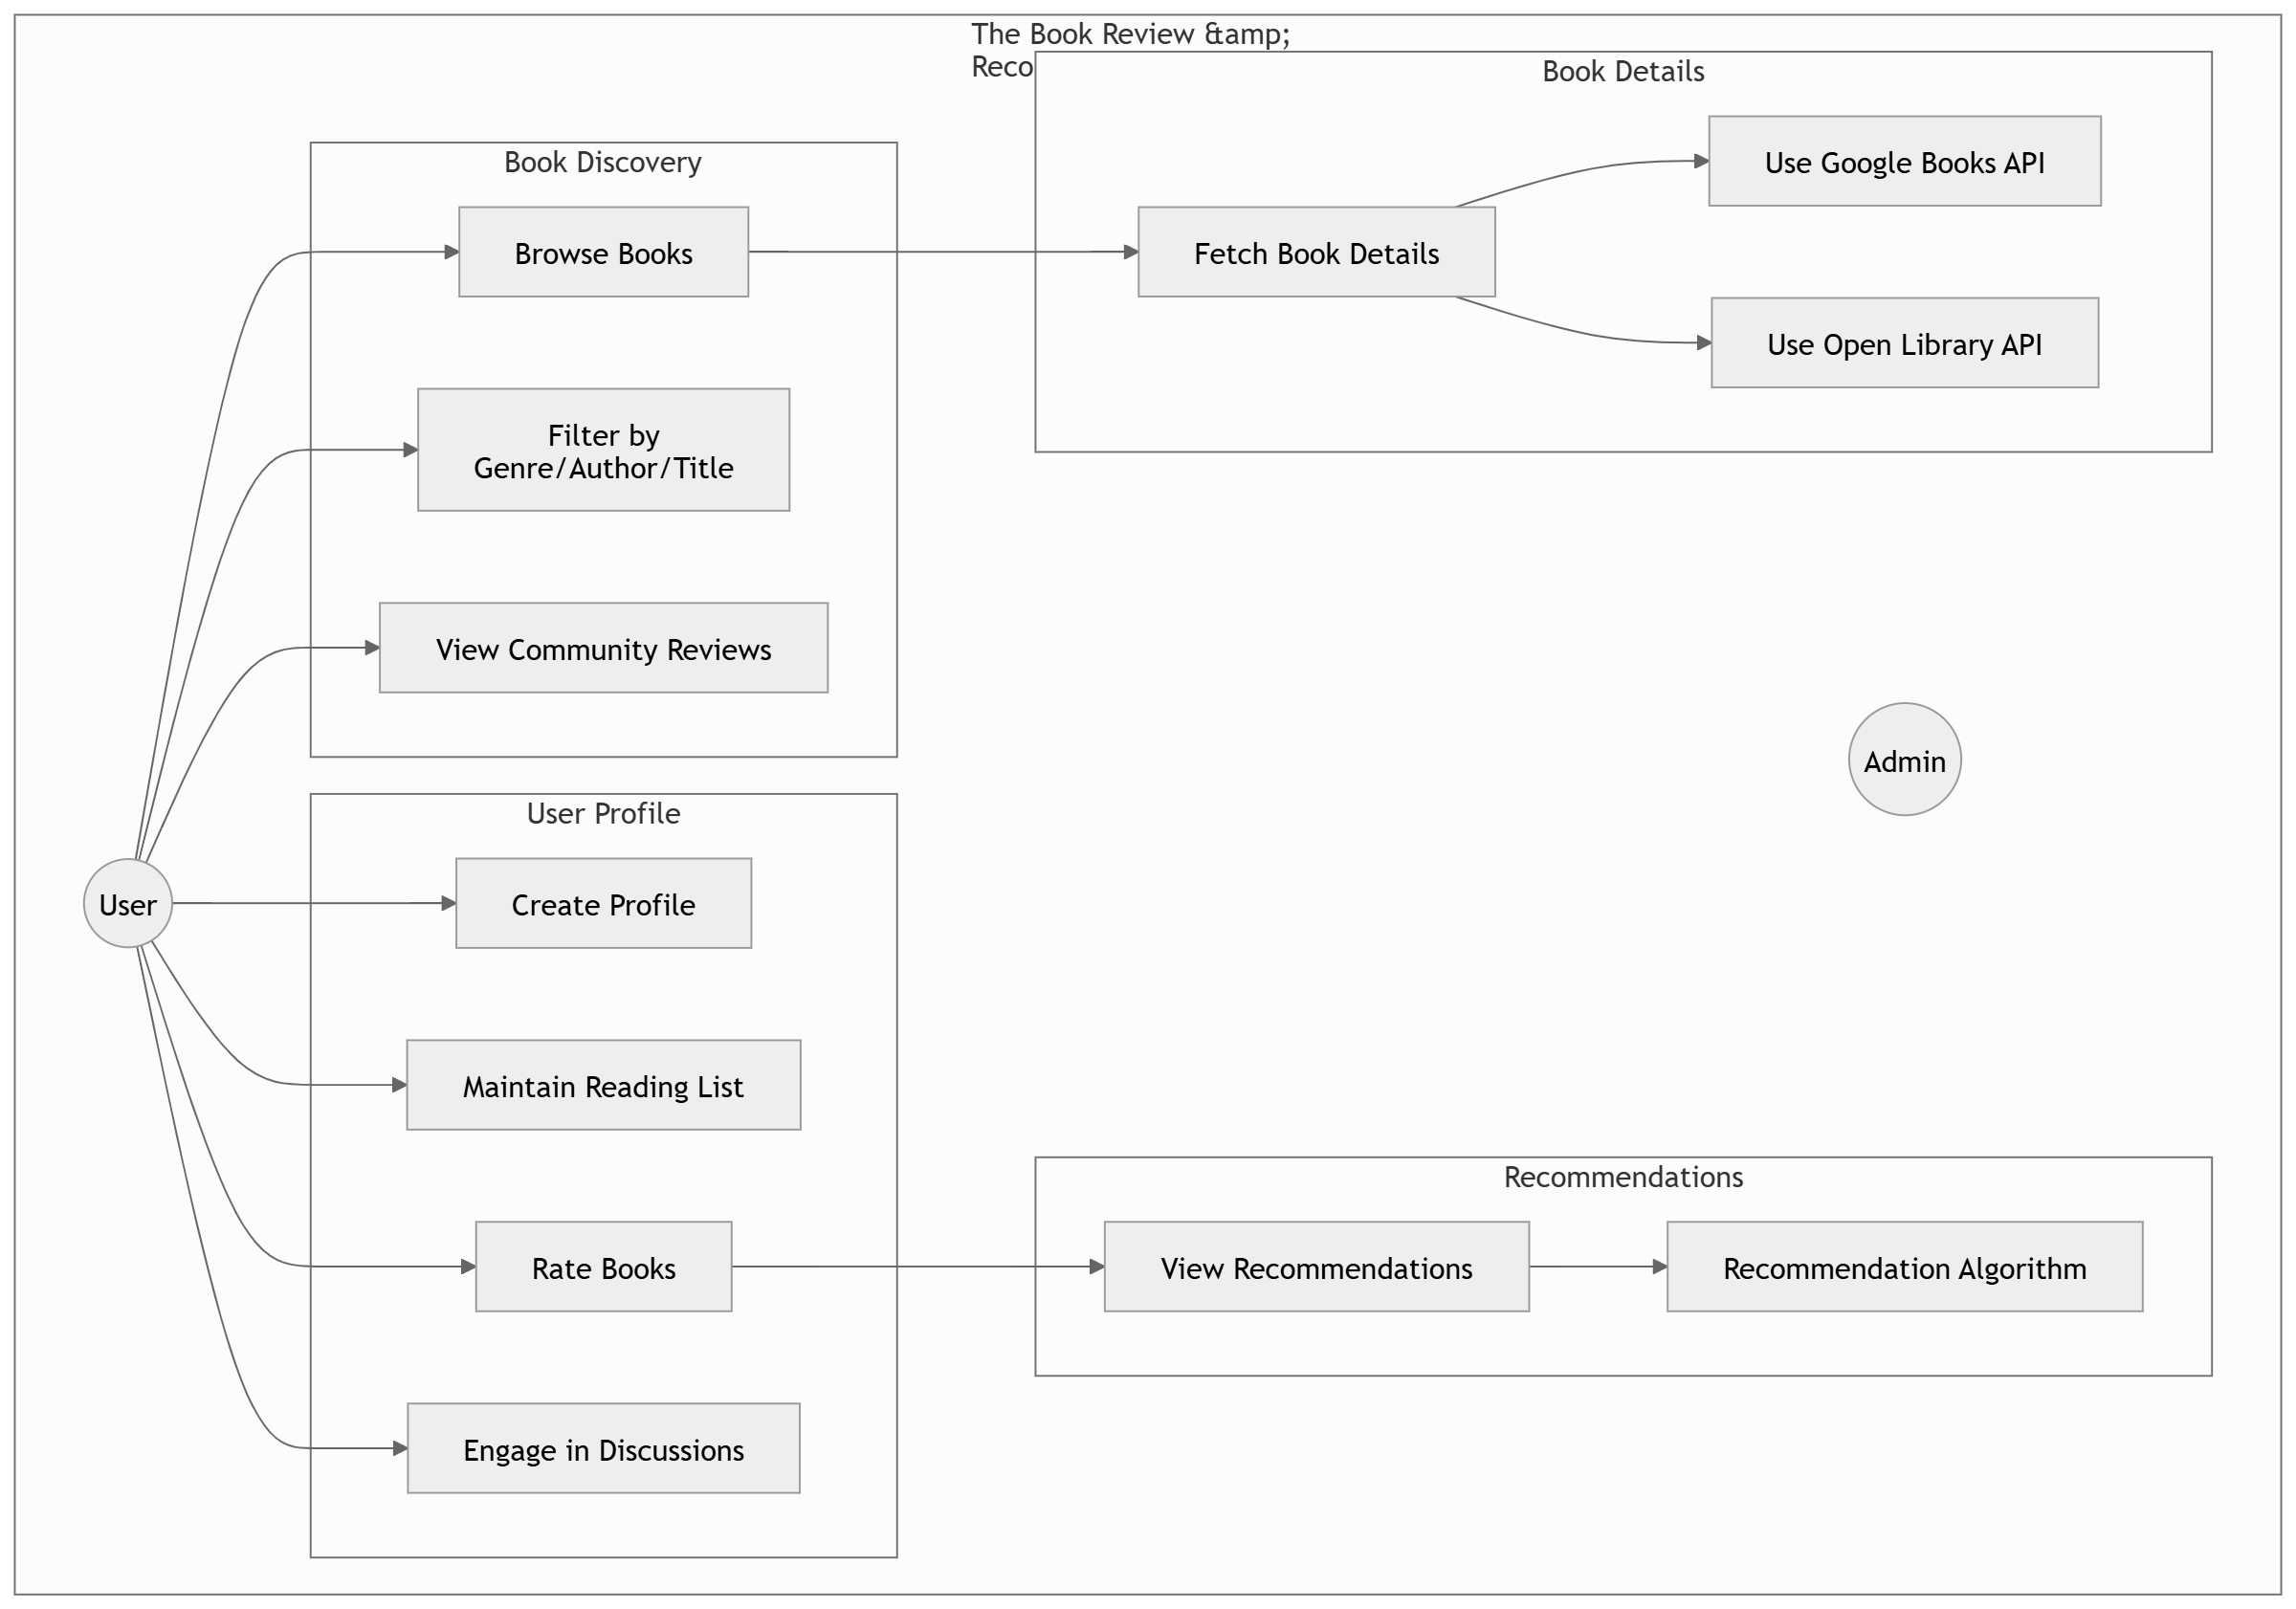 The Book Review &amp;
Reco
Book Details
Use Google Books API
Book Discovery
Browse Books
Fetch Book Details
Use Open Library API
Filter by
Genre/Author/Title
View Community Reviews
Admin
User Profile
User
Create Profile
Maintain Reading List
Recommendations
Rate Books
View Recommendations
Recommendation Algorithm
Engage in Discussions